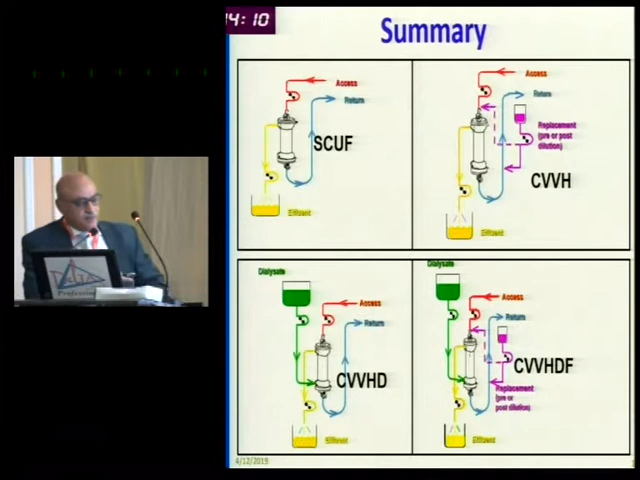 14:10
Summary
Access
Return
SCUF
Effluent
Access
Return
Replacement
(pre or post
dilution)
CVVH
Effluent
Dialysate
Access
Return
CVVHD
Effluent
Dialysate
Access
Return
CVVHDF
Replacement
(pre or
post dilution)
Effluent
4/12/2019